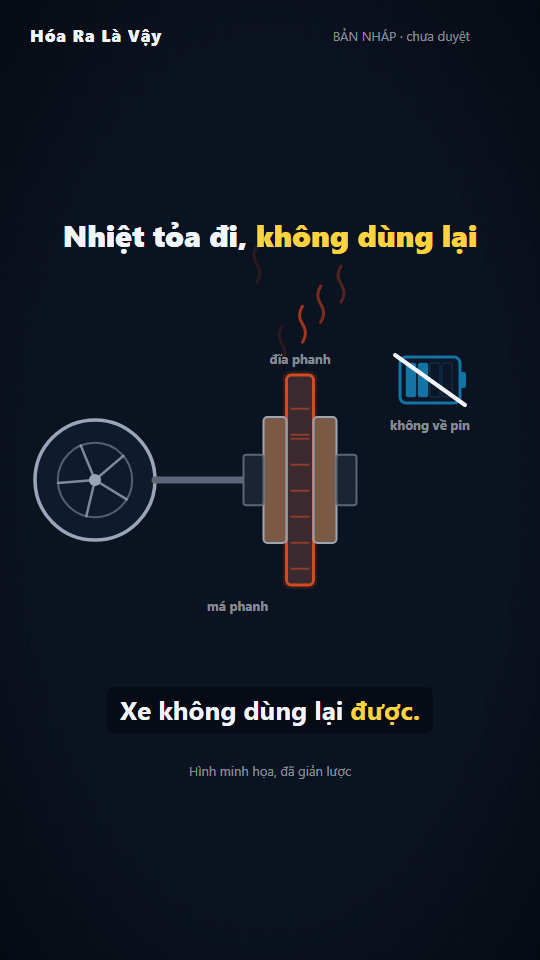 Hóa Ra Là Vậy
BẢN NHÁP · chưa duyệt
Nhiệt tỏa đi, không dùng lại
đĩa phanh
không về pin
má phanh
Xe không dùng lại được.
Hình minh họa, đã giản lược